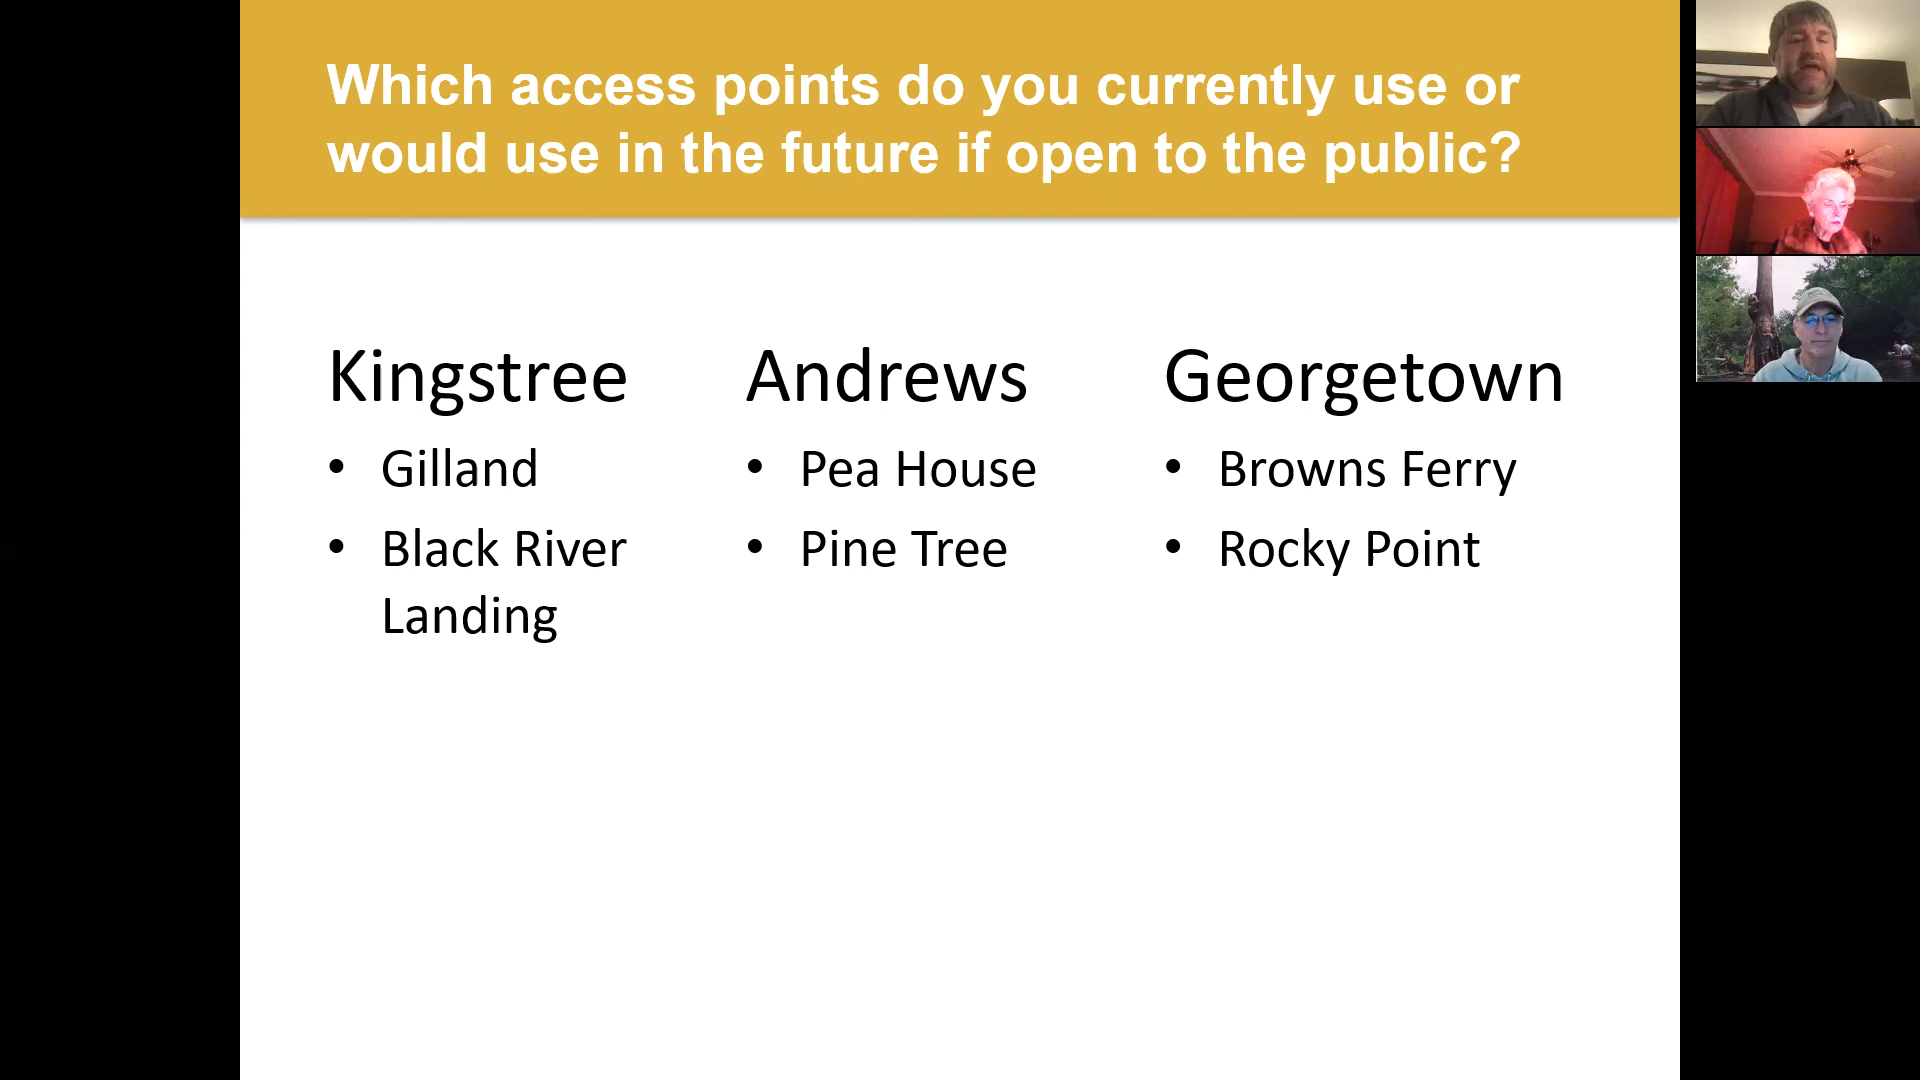 Which access points do you currently use or
would use in the future if open to the public?
Kingstree
• Gilland
• Black River
Landing
Andrews
• Pea House
• Pine Tree
Georgetown
• Browns Ferry
• Rocky Point